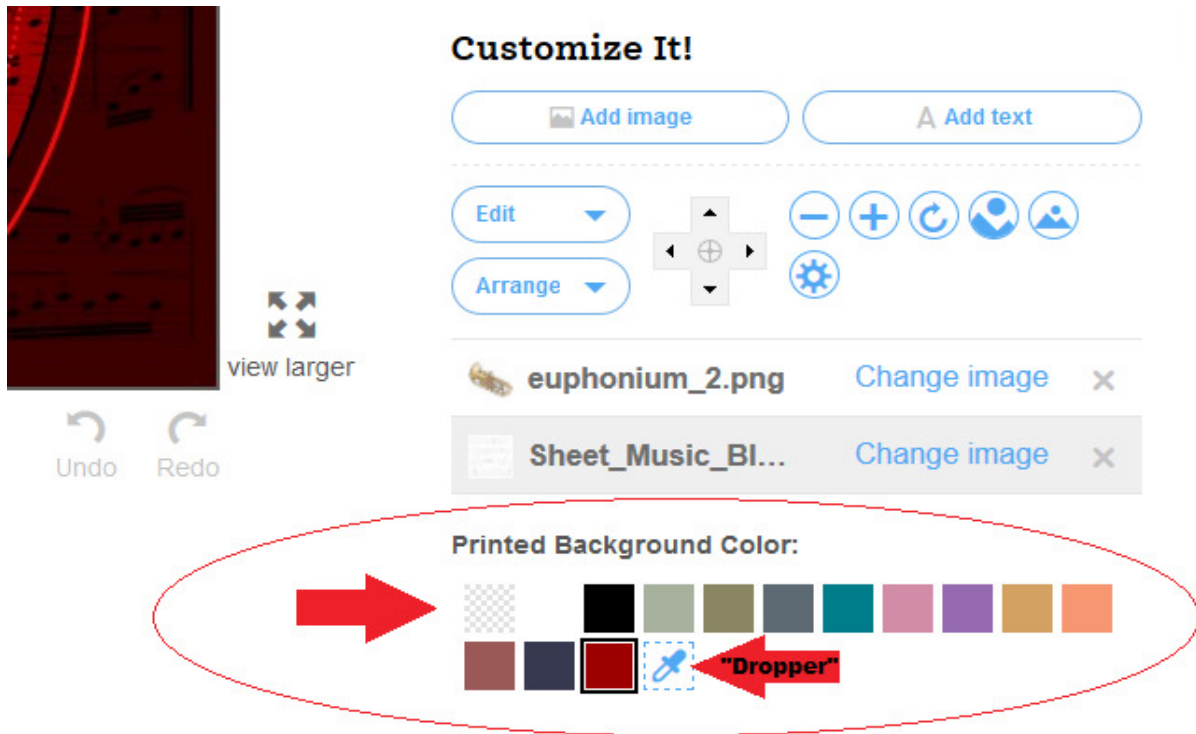 Customize It!
Add image
A Add text
Edit
Arrange
view larger
euphonium_2.png Change image
Undo Redo
Sheet_Music_Bl... Change image
Printed Background Color:
"Dropper"